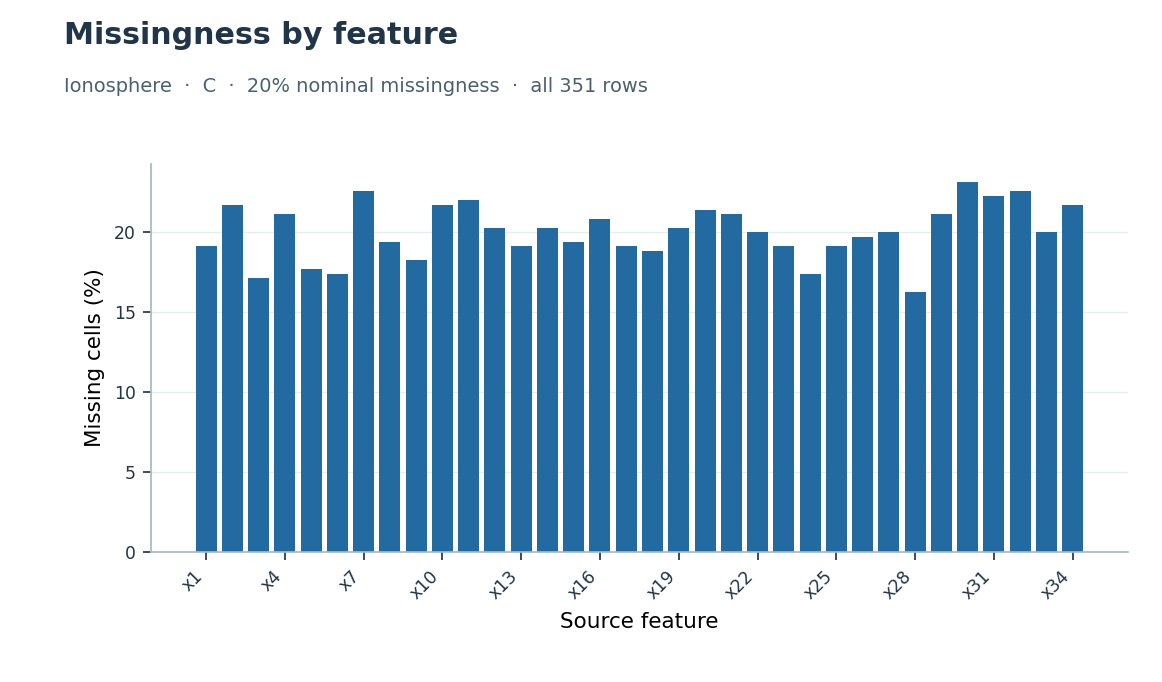 Missingness by feature
Ionosphere · C · 20% nominal missingness · all 351 rows
Missing cells (%)
20
15
10
5
0
x1 x4 x7 x10 x13 x16 x19 x22 x25 x28 x31 x34
Source feature